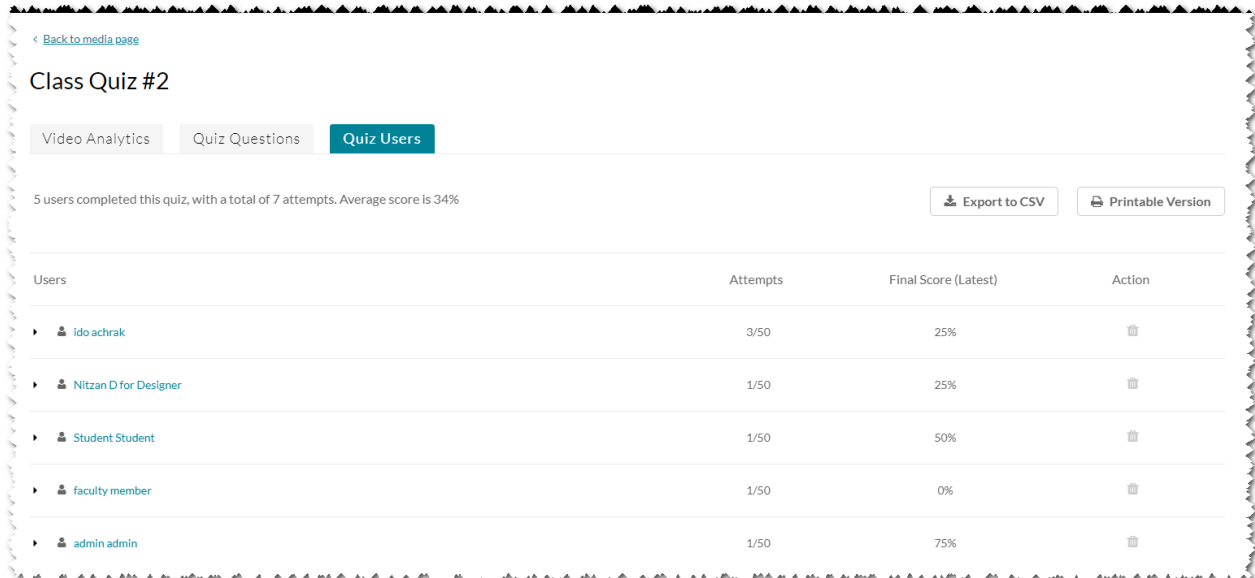 ‹ Back to media page
Class Quiz #2
Video Analytics Quiz Questions Quiz Users
5 users completed this quiz, with a total of 7 attempts. Average score is 34% Export to CSV Printable Version
Users Attempts Final Score (Latest) Action
ido achrak 3/50 25%
Nitzan D for Designer 1/50 25%
Student Student 1/50 50%
faculty member 1/50 0%
admin admin 1/50 75%